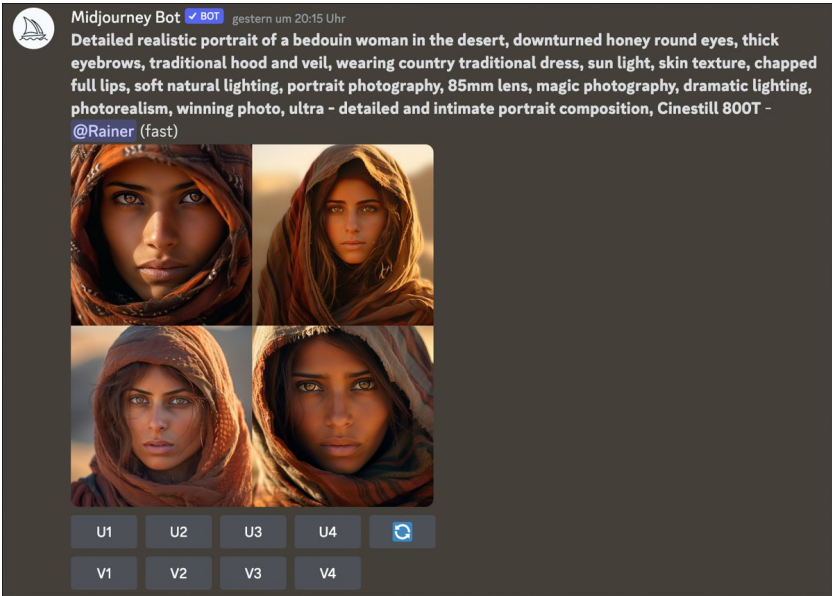 Midjourney Bot ✓ BOT gestern um 20:15 Uhr
Detailed realistic portrait of a bedouin woman in the desert, downturned honey round eyes, thick
eyebrows, traditional hood and veil, wearing country traditional dress, sun light, skin texture, chapped
full lips, soft natural lighting, portrait photography, 85mm lens, magic photography, dramatic lighting,
photorealism, winning photo, ultra - detailed and intimate portrait composition, Cinestill 800T -
@Rainer (fast)
U1 U2 U3 U4
V1 V2 V3 V4